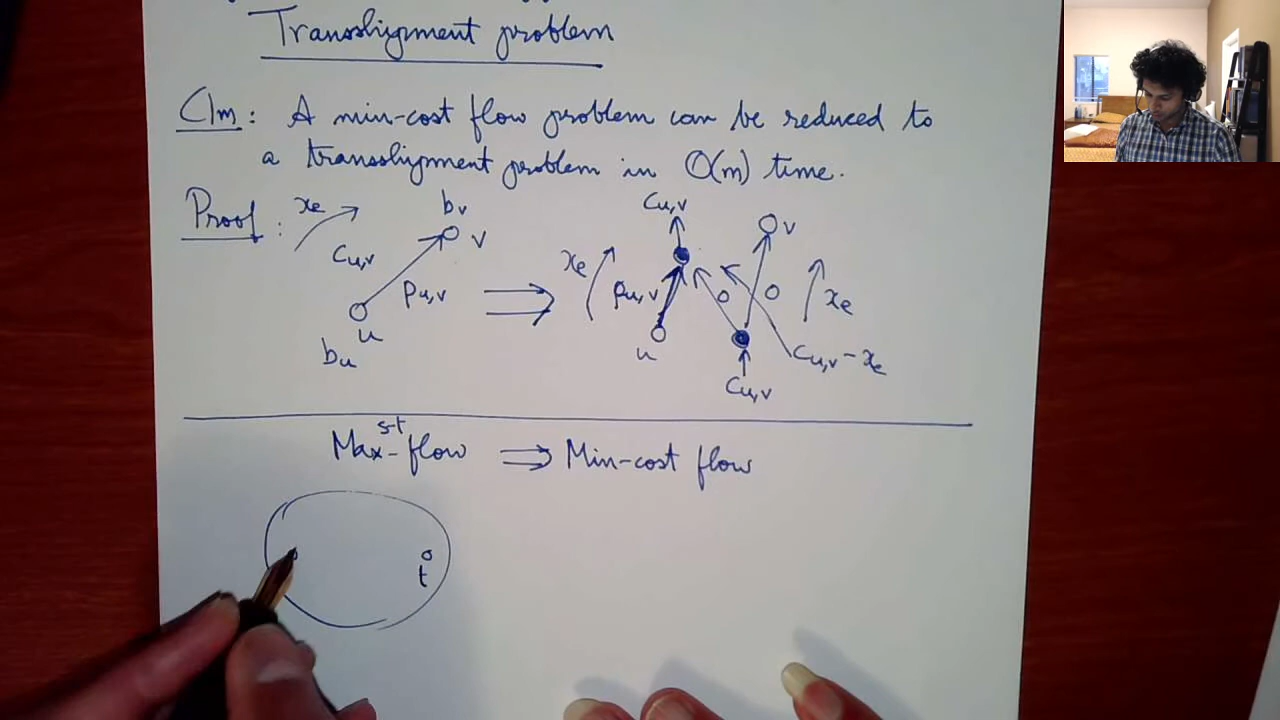 Transshipment problem
Clm: A min-cost flow problem can be reduced to
a transshipment problem in O(m) time.
Proof:
xe
bv
cu,v
v
pu,v
u
bu
⟹
cu,v
v
xe
pu,v
0
0
xe
u
cu,v - xe
cu,v
Max s-t flow ⟹ Min-cost flow
t